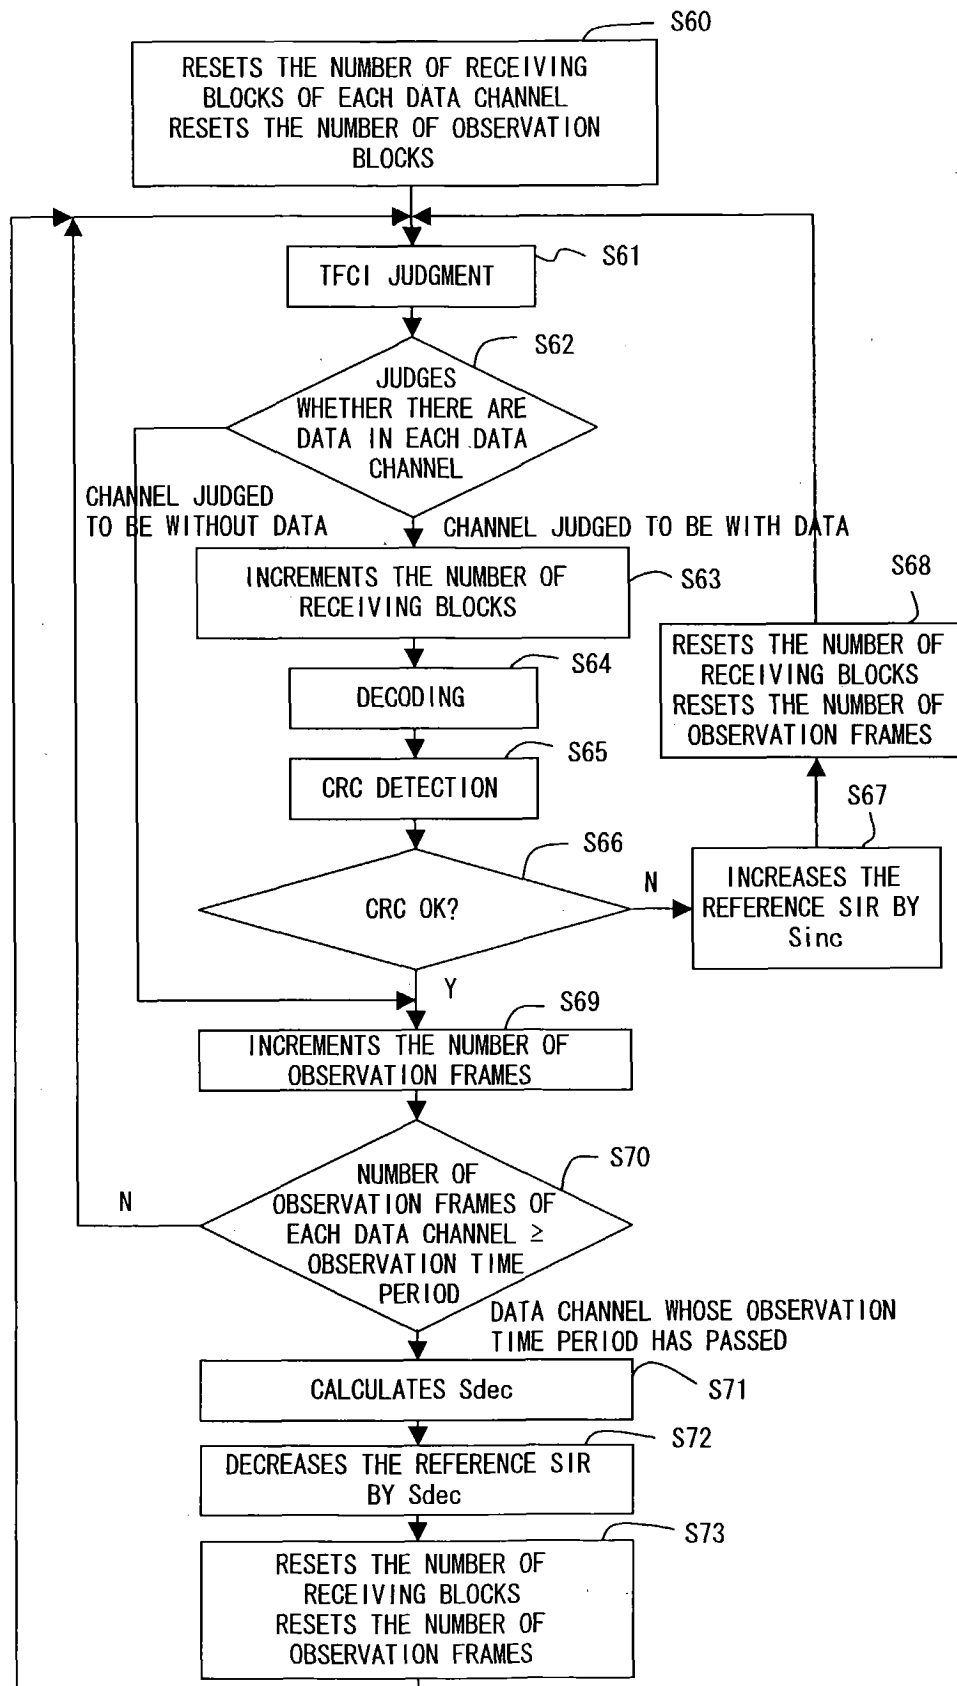 S60
RESETS THE NUMBER OF RECEIVING
BLOCKS OF EACH DATA CHANNEL
RESETS THE NUMBER OF OBSERVATION
BLOCKS
TFCI JUDGMENT
S61
S62
JUDGES
WHETHER THERE ARE
DATA IN EACH DATA
CHANNEL
CHANNEL JUDGED
TO BE WITHOUT DATA
CHANNEL JUDGED TO BE WITH DATA
INCREMENTS THE NUMBER OF
RECEIVING BLOCKS
S63
S64
DECODING
S65
CRC DETECTION
S66
CRC OK?
N
Y
S67
INCREASES THE
REFERENCE SIR BY
Sinc
S68
RESETS THE NUMBER OF
RECEIVING BLOCKS
RESETS THE NUMBER OF
OBSERVATION FRAMES
S69
INCREMENTS THE NUMBER OF
OBSERVATION FRAMES
S70
NUMBER OF
OBSERVATION FRAMES OF
EACH DATA CHANNEL ≥
OBSERVATION TIME
PERIOD
N
DATA CHANNEL WHOSE OBSERVATION
TIME PERIOD HAS PASSED
CALCULATES Sdec
S71
S72
DECREASES THE REFERENCE SIR
BY Sdec
S73
RESETS THE NUMBER OF
RECEIVING BLOCKS
RESETS THE NUMBER OF
OBSERVATION FRAMES